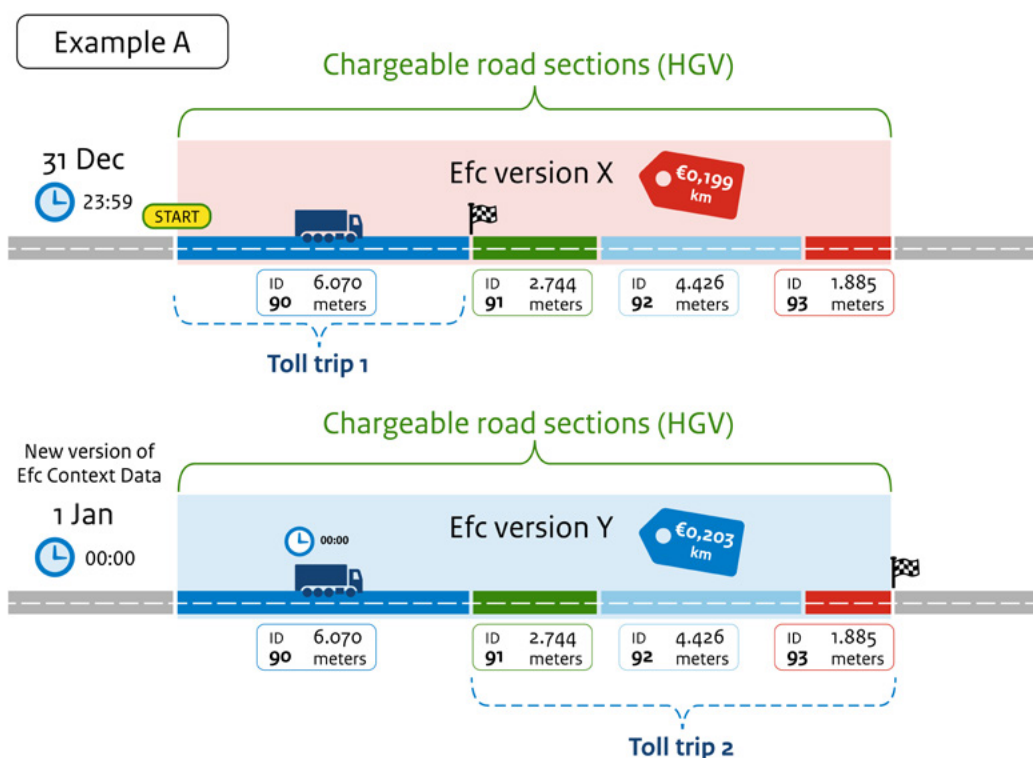 Example A
Chargeable road sections (HGV)
31 Dec
23:59
START
Efc version X
€0,199
km
ID 6.070
90 meters
ID 2.744
91 meters
ID 4.426
92 meters
ID 1.885
93 meters
Toll trip 1
Chargeable road sections (HGV)
New version of
Efc Context Data
1 Jan
00:00
00:00
Efc version Y
€0,203
km
ID 6.070
90 meters
ID 2.744
91 meters
ID 4.426
92 meters
ID 1.885
93 meters
Toll trip 2